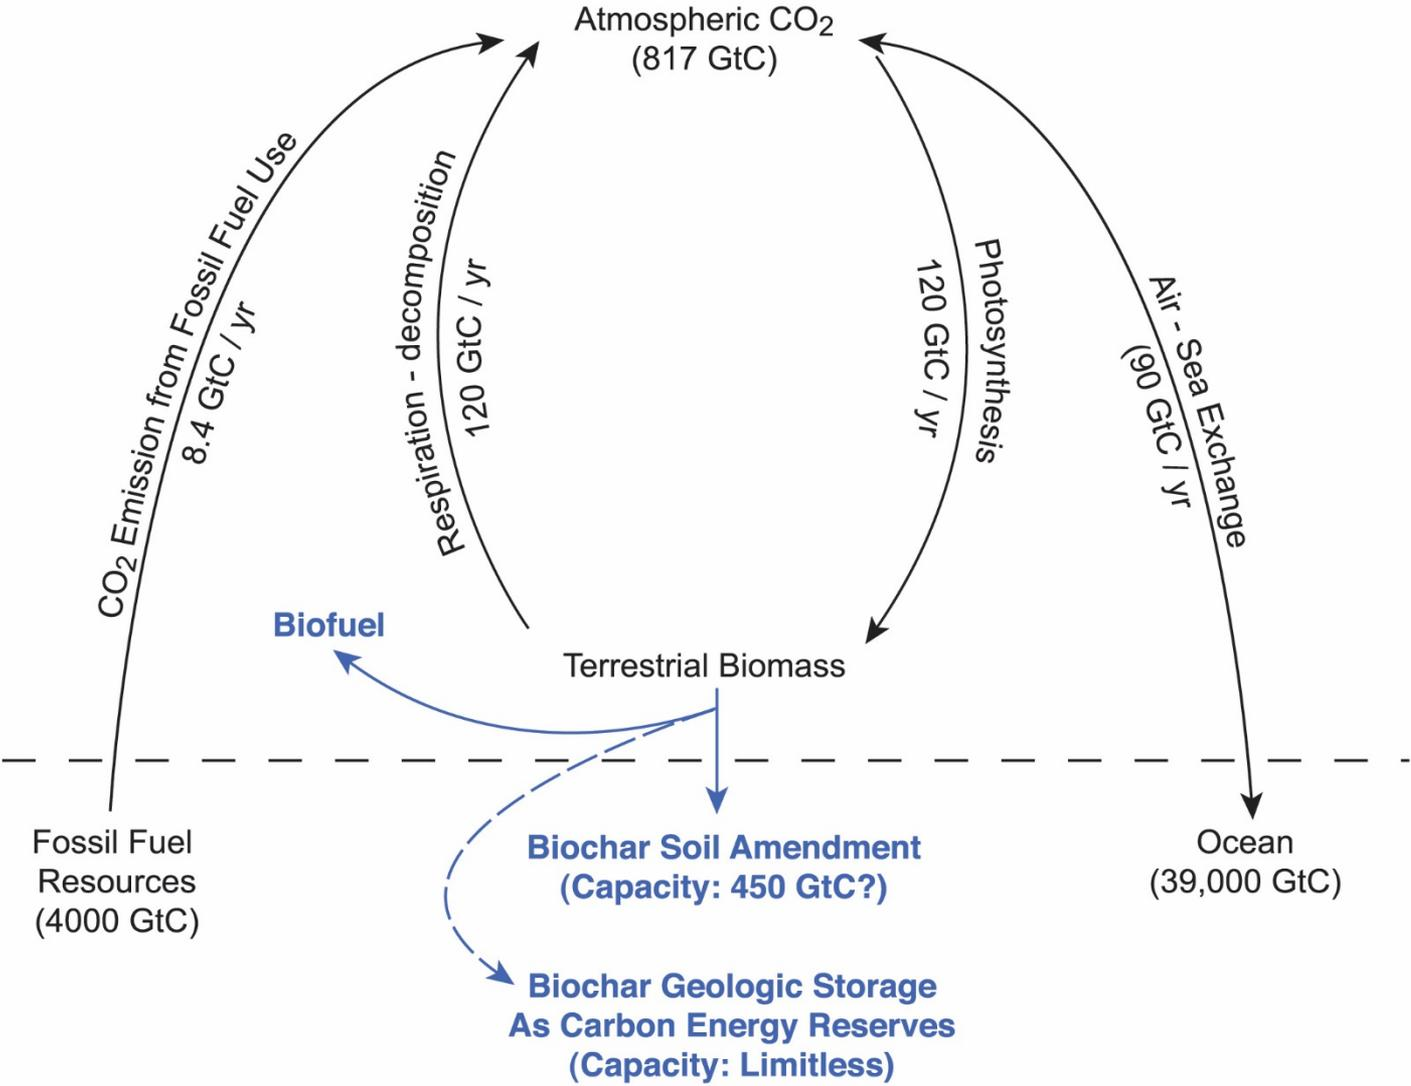 Atmospheric CO2
(817 GtC)
CO2 Emission from Fossil Fuel Use
8.4 GtC / yr
Respiration - decomposition
120 GtC / yr
Photosynthesis
120 GtC / yr
Air - Sea Exchange
(90 GtC / yr
Biofuel
Terrestrial Biomass
Fossil Fuel
Resources
(4000 GtC)
Biochar Soil Amendment
(Capacity: 450 GtC?)
Ocean
(39,000 GtC)
Biochar Geologic Storage
As Carbon Energy Reserves
(Capacity: Limitless)